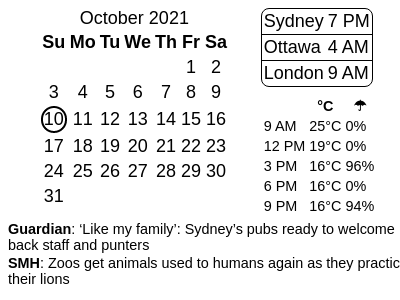 October 2021
Su Mo Tu We Th Fr Sa
1 2
3 4 5 6 7 8 9
10 11 12 13 14 15 16
17 18 19 20 21 22 23
24 25 26 27 28 29 30
31
Sydney 7 PM
Ottawa 4 AM
London 9 AM
°C ☂
9 AM 25°C 0%
12 PM 19°C 0%
3 PM 16°C 96%
6 PM 16°C 0%
9 PM 16°C 94%
Guardian: ‘Like my family’: Sydney’s pubs ready to welcome
back staff and punters
SMH: Zoos get animals used to humans again as they practic
their lions